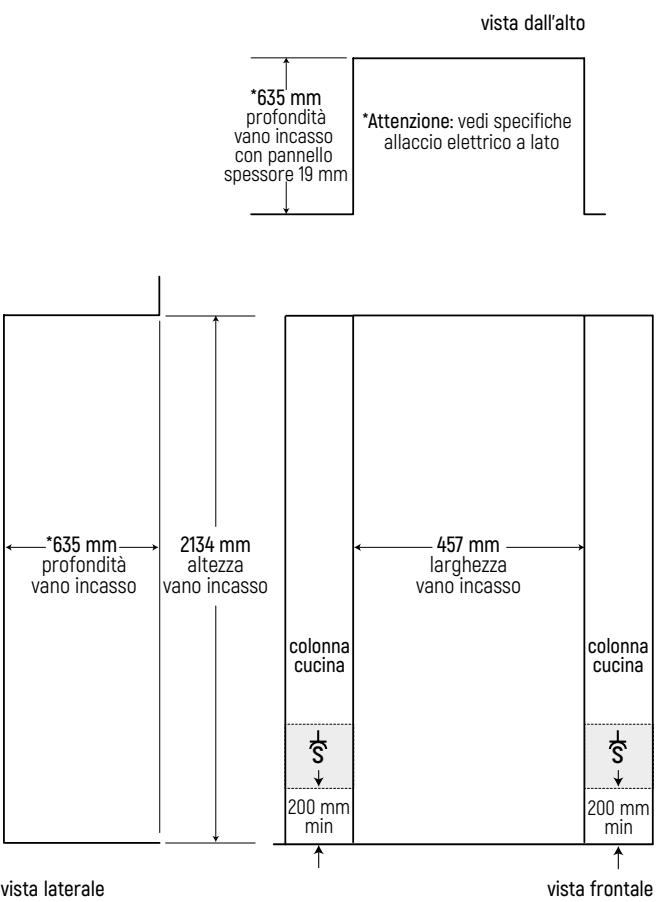 vista dall'alto
*635 mm
profondità
vano incasso
con pannello
spessore 19 mm
*Attenzione: vedi specifiche
allaccio elettrico a lato
*635 mm
profondità
vano incasso
2134 mm
altezza
vano incasso
457 mm
larghezza
vano incasso
colonna
cucina
colonna
cucina
S
S
200 mm
min
200 mm
min
vista laterale
vista frontale